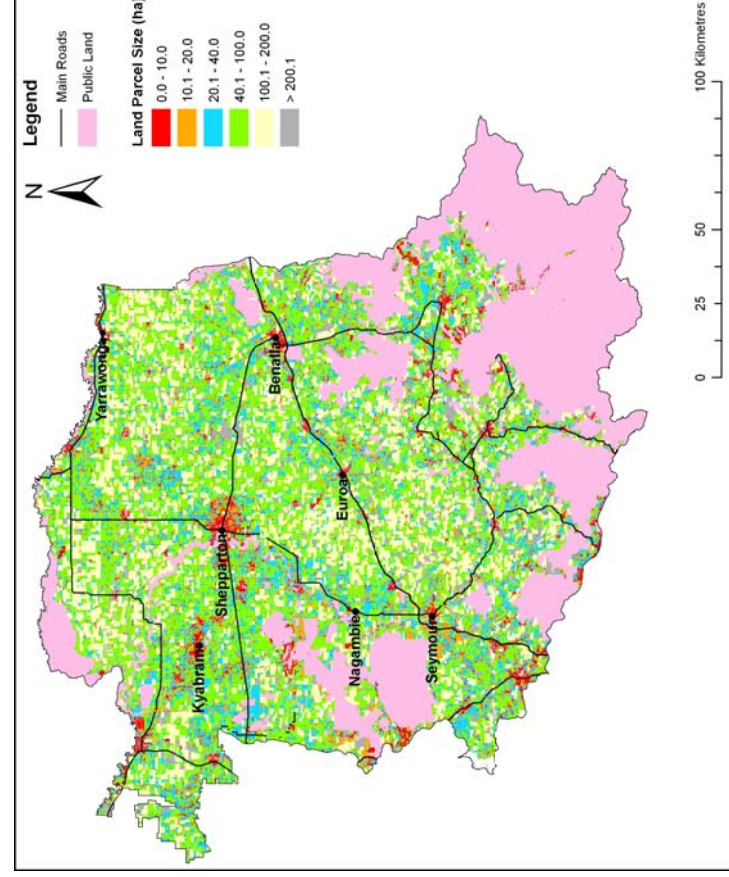 N
Legend
Main Roads
Public Land
Land Parcel Size (ha)
0.0 - 10.0
10.1 - 20.0
20.1 - 40.0
40.1 - 100.0
100.1 - 200.0
> 200.1
Yarrawonga
Benalla
Shepparton
Kyabram
Euroa
Nagambie
Seymour
0
25
50
100 Kilometres